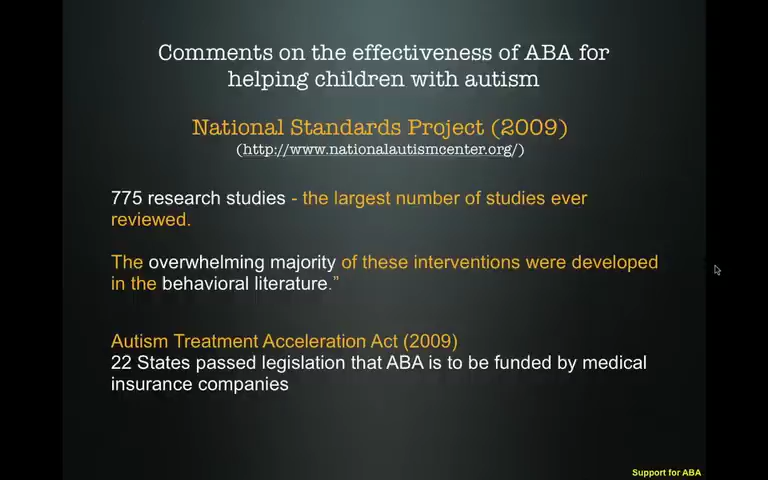 Comments on the effectiveness of ABA for
helping children with autism
National Standards Project (2009)
(http://www.nationalautismcenter.org/)
775 research studies - the largest number of studies ever
reviewed.
The overwhelming majority of these interventions were developed
in the behavioral literature.”
Autism Treatment Acceleration Act (2009)
22 States passed legislation that ABA is to be funded by medical
insurance companies
Support for ABA